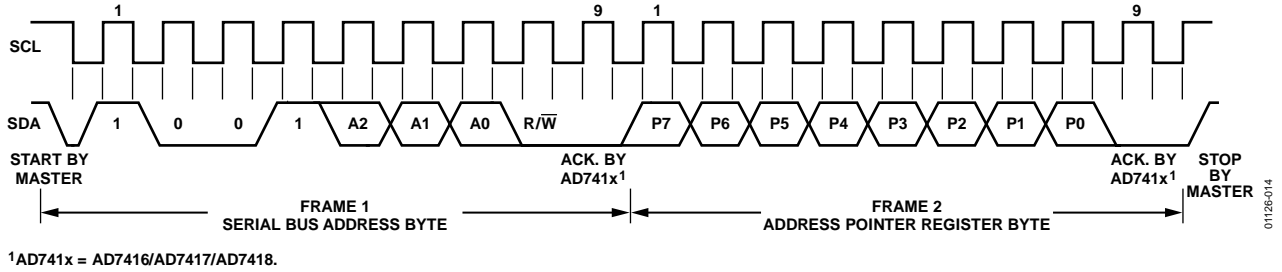 1 9 1 9
SCL
SDA 1 0 0 1 A2 A1 A0 R/W̅ P7 P6 P5 P4 P3 P2 P1 P0
START BY
MASTER
ACK. BY
AD741x1
ACK. BY
AD741x1
STOP
BY
MASTER
FRAME 1
SERIAL BUS ADDRESS BYTE
FRAME 2
ADDRESS POINTER REGISTER BYTE
01126-014
1AD741x = AD7416/AD7417/AD7418.